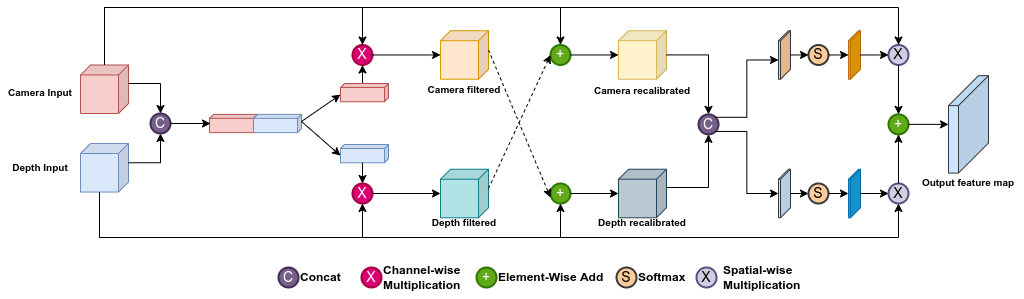 X
+
S
X
Camera Input
Camera filtered
Camera recalibrated
C
C
+
Depth Input
Output feature map
X
+
S
X
Depth filtered
Depth recalibrated
C Concat
X Channel-wise
Multiplication
+ Element-Wise Add
S Softmax
X Spatial-wise
Multiplication